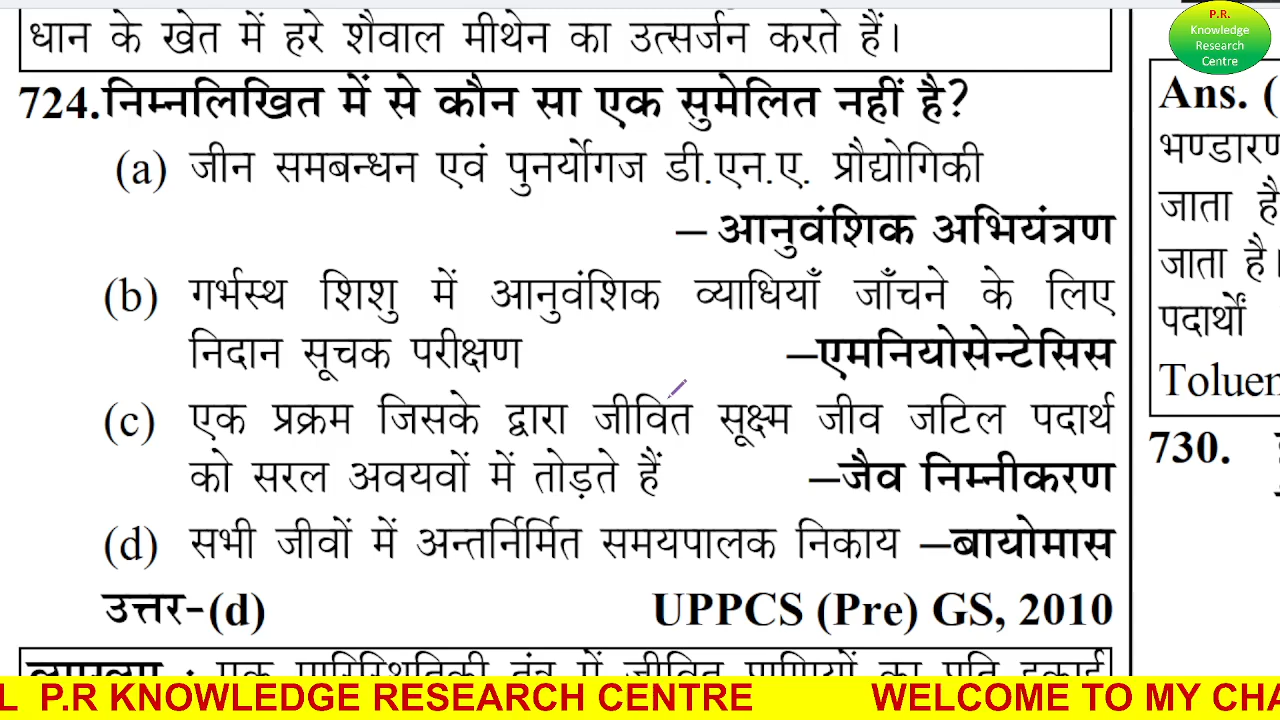 धान के खेत में हरे शैवाल मीथेन का उत्सर्जन करते हैं।
724.निम्नलिखित में से कौन सा एक सुमेलित नहीं है?
(a) जीन समबन्धन एवं पुनर्योगज डी.एन.ए. प्रौद्योगिकी
– आनुवंशिक अभियंत्रण
(b) गर्भस्थ शिशु में आनुवंशिक व्याधियाँ जाँचने के लिए
निदान सूचक परीक्षण –एमनियोसेन्टेसिस
(c) एक प्रक्रम जिसके द्वारा जीवित सूक्ष्म जीव जटिल पदार्थ
को सरल अवयवों में तोड़ते हैं –जैव निम्नीकरण
(d) सभी जीवों में अन्तर्निर्मित समयपालक निकाय –बायोमास
उत्तर-(d) UPPCS (Pre) GS, 2010
व्याख्या : एक पारिस्थितिकी तंत्र में जीवित प्राणियों का प्रति इकाई
P.R.
Knowledge
Research
Centre
Ans. (
भण्डारण
जाता है
जाता है।
पदार्थों
Toluen
730.
L P.R KNOWLEDGE RESEARCH CENTRE WELCOME TO MY CHA